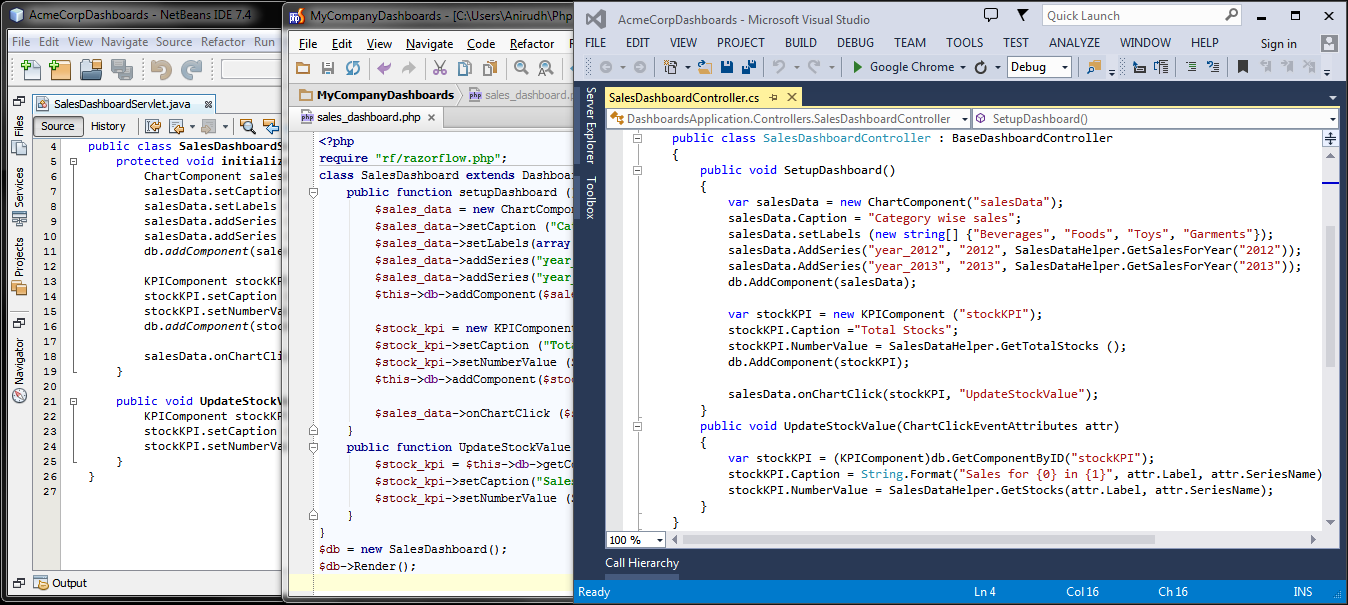 AcmeCorpDashboards - NetBeans IDE 7.4
File Edit View Navigate Source Refactor Run
SalesDashboardServlet.java
Source History
Files
Services
Projects
Navigator
4 public class SalesDashboardS
5 protected void initializ
6 ChartComponent sales
7 salesData.setCaption
8 salesData.setLabels
9 salesData.addSeries
10 salesData.addSeries
11 db.addComponent(sale
12
13 KPIComponent stockKP
14 stockKPI.setCaption
15 stockKPI.setNumberVa
16 db.addComponent(stoc
17
18 salesData.onChartCli
19 }
20
21 public void UpdateStockV
22 KPIComponent stockKP
23 stockKPI.setCaption
24 stockKPI.setNumberVa
25 }
26 }
27
Output
MyCompanyDashboards - [C:\Users\Anirudh\Php
File Edit View Navigate Code Refactor
MyCompanyDashboards sales_dashboard.p
sales_dashboard.php
<?php
require "rf/razorflow.php";
class SalesDashboard extends Dashboa
public function setupDashboard (
$sales_data = new ChartCompo
$sales_data->setCaption ("Ca
$sales_data->setLabels(array
$sales_data->addSeries("year_
$sales_data->addSeries("year_
$this->db->addComponent($sal
$stock_kpi = new KPIComponen
$stock_kpi->setCaption ("Tot
$stock_kpi->setNumberValue (
$this->db->addComponent($sto
$sales_data->onChartClick ($
}
public function UpdateStockValue
$stock_kpi = $this->db->getC
$stock_kpi->setCaption("Sale
$stock_kpi->setNumberValue (
}
}
$db = new SalesDashboard();
$db->Render();
AcmeCorpDashboards - Microsoft Visual Studio
Quick Launch
FILE EDIT VIEW PROJECT BUILD DEBUG TEAM TOOLS TEST ANALYZE WINDOW HELP Sign in
Google Chrome Debug
Server Explorer
Toolbox
SalesDashboardController.cs
DashboardsApplication.Controllers.SalesDashboardController SetupDashboard()
public class SalesDashboardController : BaseDashboardController
{
public void SetupDashboard()
{
var salesData = new ChartComponent("salesData");
salesData.Caption = "Category wise sales";
salesData.setLabels (new string[] {"Beverages", "Foods", "Toys", "Garments"});
salesData.AddSeries("year_2012", "2012", SalesDataHelper.GetSalesForYear("2012"));
salesData.AddSeries("year_2013", "2013", SalesDataHelper.GetSalesForYear("2013"));
db.AddComponent(salesData);
var stockKPI = new KPIComponent ("stockKPI");
stockKPI.Caption ="Total Stocks";
stockKPI.NumberValue = SalesDataHelper.GetTotalStocks ();
db.AddComponent(stockKPI);
salesData.onChartClick(stockKPI, "UpdateStockValue");
}
public void UpdateStockValue(ChartClickEventAttributes attr)
{
var stockKPI = (KPIComponent)db.GetComponentByID("stockKPI");
stockKPI.Caption = String.Format("Sales for {0} in {1}", attr.Label, attr.SeriesName)
stockKPI.NumberValue = SalesDataHelper.GetStocks(attr.Label, attr.SeriesName);
}
}
100 %
Call Hierarchy
Ready Ln 4 Col 16 Ch 16 INS